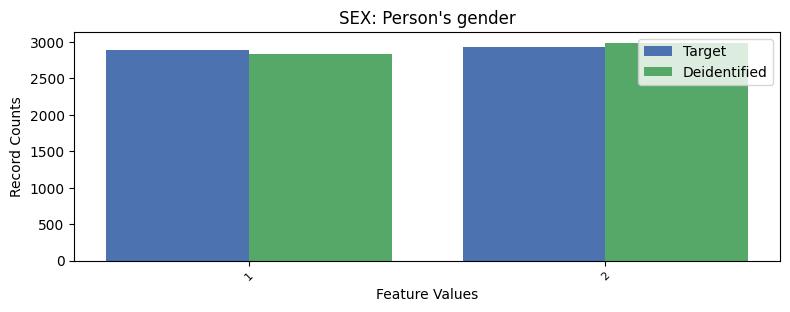 SEX: Person's gender
Target
Deidentified
Record Counts
3000
2500
2000
1500
1000
500
0
1
2
Feature Values